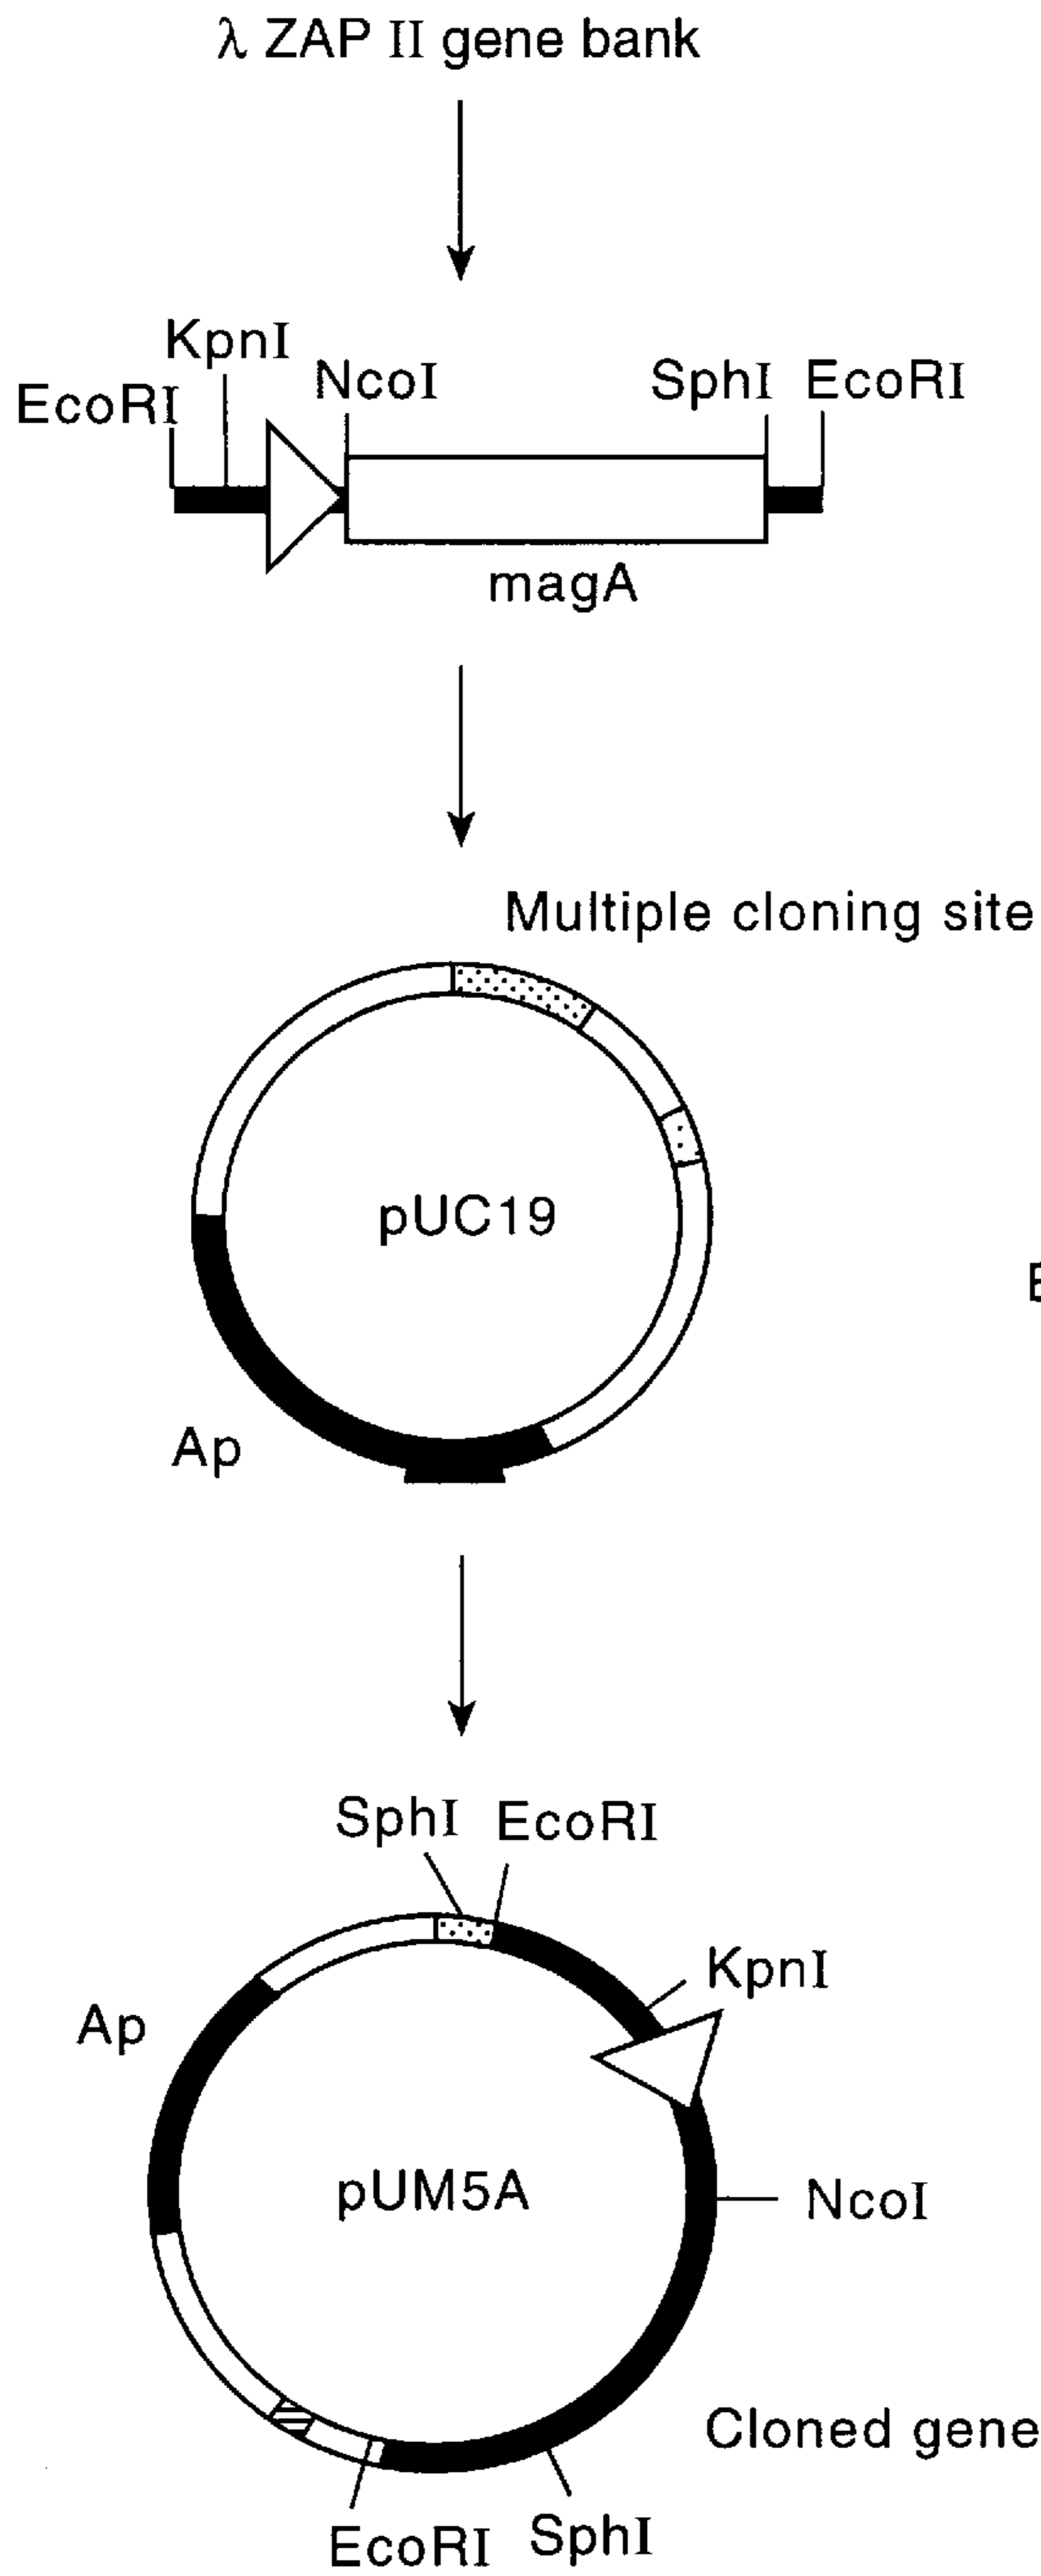 λ ZAP II gene bank
KpnI
EcoRI
NcoI
SphI
EcoRI
magA
Multiple cloning site
pUC19
Ap
SphI
EcoRI
KpnI
Ap
pUM5A
NcoI
Cloned gene
EcoRI
SphI